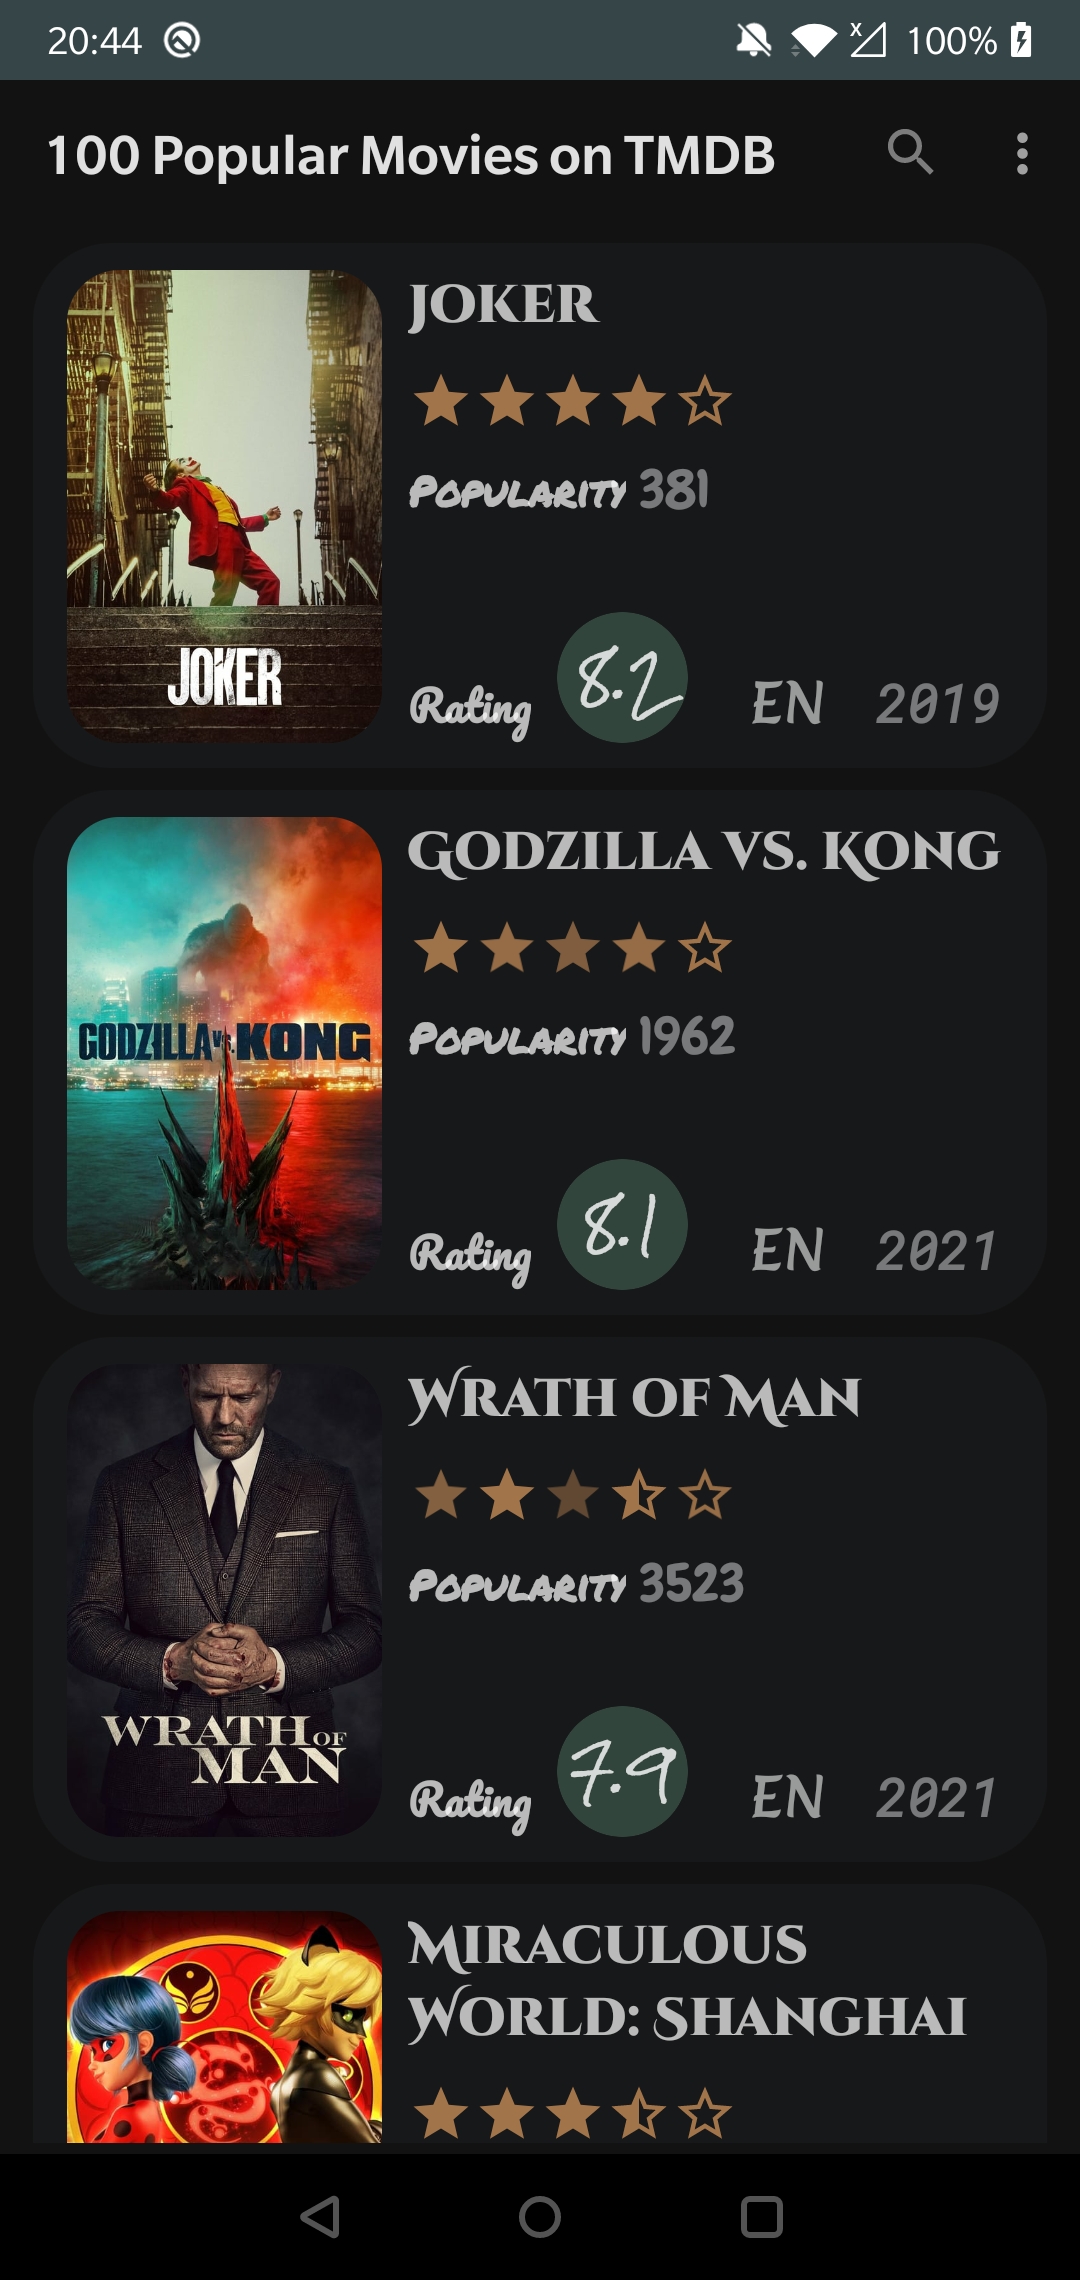 20:44
100%
100 Popular Movies on TMDB
JOKER
JOKER
Popularity 381
Rating 8.2 EN 2019
GODZILLA VS. KONG
GODZILLA VS. KONG
Popularity 1962
Rating 8.1 EN 2021
WRATH OF MAN
WRATH OF
MAN
Popularity 3523
Rating 7.9 EN 2021
MIRACULOUS
WORLD: SHANGHAI